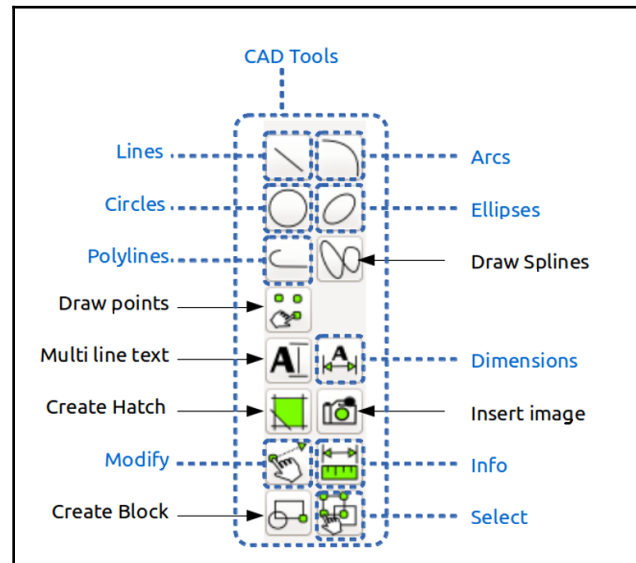 CAD Tools
Lines
Arcs
Circles
Ellipses
Polylines
Draw Splines
Draw points
Multi line text
A
A
Dimensions
Create Hatch
Insert image
Modify
Info
Create Block
Select